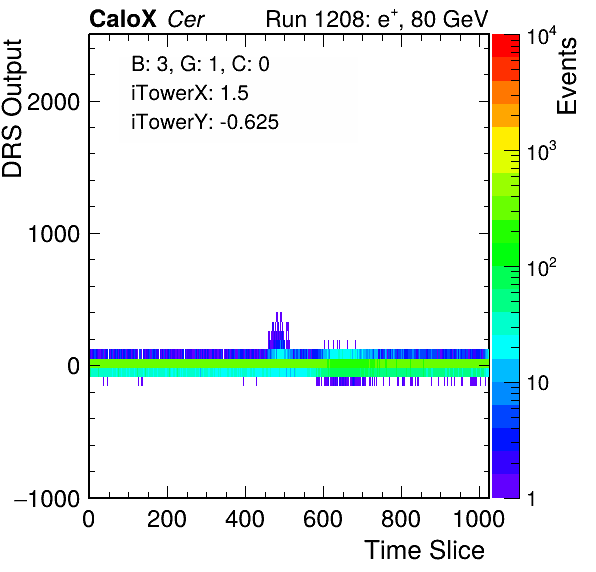 CaloX Cer Run 1208: e+, 80 GeV
B: 3, G: 1, C: 0
iTowerX: 1.5
iTowerY: -0.625
DRS Output
2000
1000
0
−1000
0 200 400 600 800 1000
Time Slice
Events
10^4
10^3
10^2
10
1